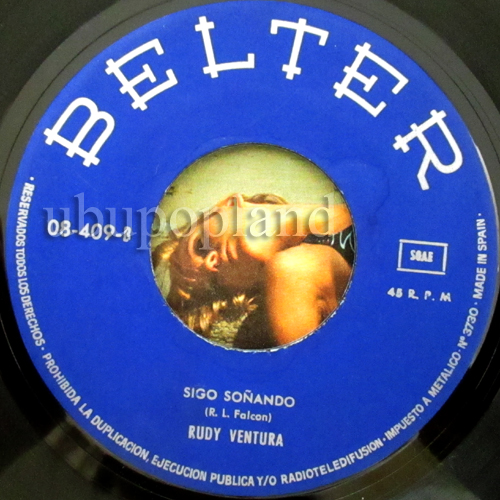 BELTER
ubupopland
08-409-B
SGAE
45 R. P. M
SIGO SOÑANDO
(R. L. Falcon)
RUDY VENTURA
· RESERVADOS TODOS LOS DERECHOS · PROHIBIDA LA DUPLICACION, EJECUCION PUBLICA Y/O RADIOTELEDIFUSION · IMPUESTO A METALICO · Nº 3730 · MADE IN SPAIN ·